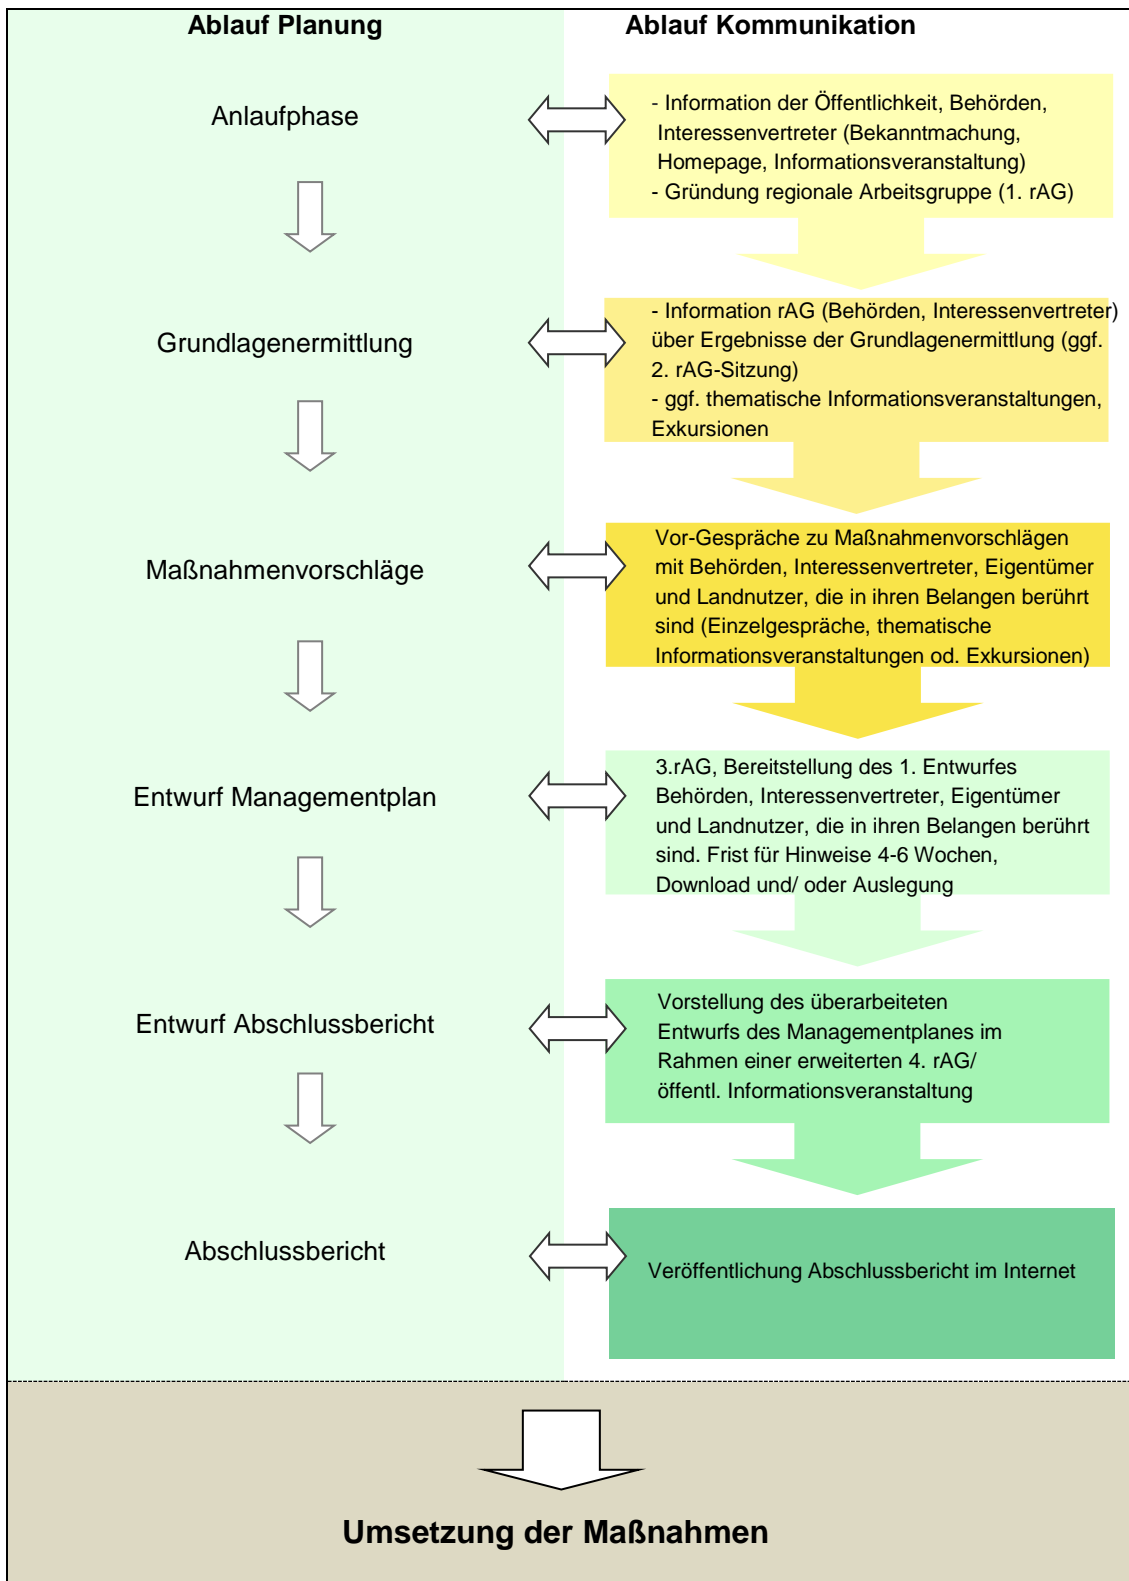 Ablauf Planung
Ablauf Kommunikation
Anlaufphase
- Information der Öffentlichkeit, Behörden,
Interessenvertreter (Bekanntmachung,
Homepage, Informationsveranstaltung)
- Gründung regionale Arbeitsgruppe (1. rAG)
Grundlagenermittlung
- Information rAG (Behörden, Interessenvertreter)
über Ergebnisse der Grundlagenermittlung (ggf.
2. rAG-Sitzung)
- ggf. thematische Informationsveranstaltungen,
Exkursionen
Maßnahmenvorschläge
Vor-Gespräche zu Maßnahmenvorschlägen
mit Behörden, Interessenvertreter, Eigentümer
und Landnutzer, die in ihren Belangen berührt
sind (Einzelgespräche, thematische
Informationsveranstaltungen od. Exkursionen)
Entwurf Managementplan
3.rAG, Bereitstellung des 1. Entwurfes
Behörden, Interessenvertreter, Eigentümer
und Landnutzer, die in ihren Belangen berührt
sind. Frist für Hinweise 4-6 Wochen,
Download und/ oder Auslegung
Entwurf Abschlussbericht
Vorstellung des überarbeiteten
Entwurfs des Managementplanes im
Rahmen einer erweiterten 4. rAG/
öffentl. Informationsveranstaltung
Abschlussbericht
Veröffentlichung Abschlussbericht im Internet
Umsetzung der Maßnahmen